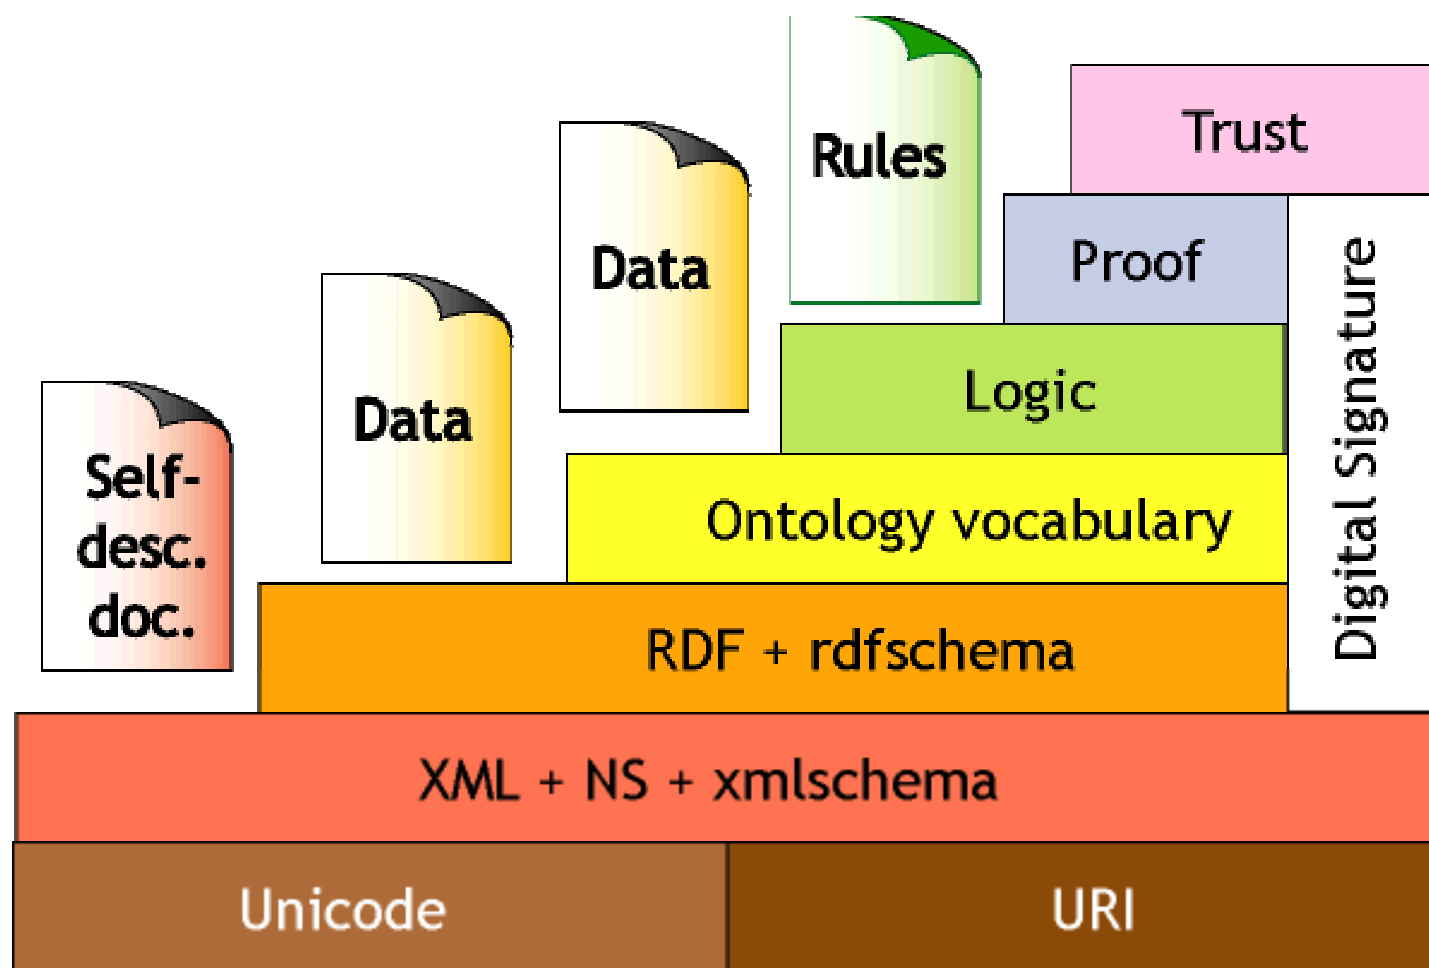 Rules
Trust
Data
Proof
Data
Logic
Self-
desc.
doc.
Ontology vocabulary
Digital Signature
RDF + rdfschema
XML + NS + xmlschema
Unicode
URI